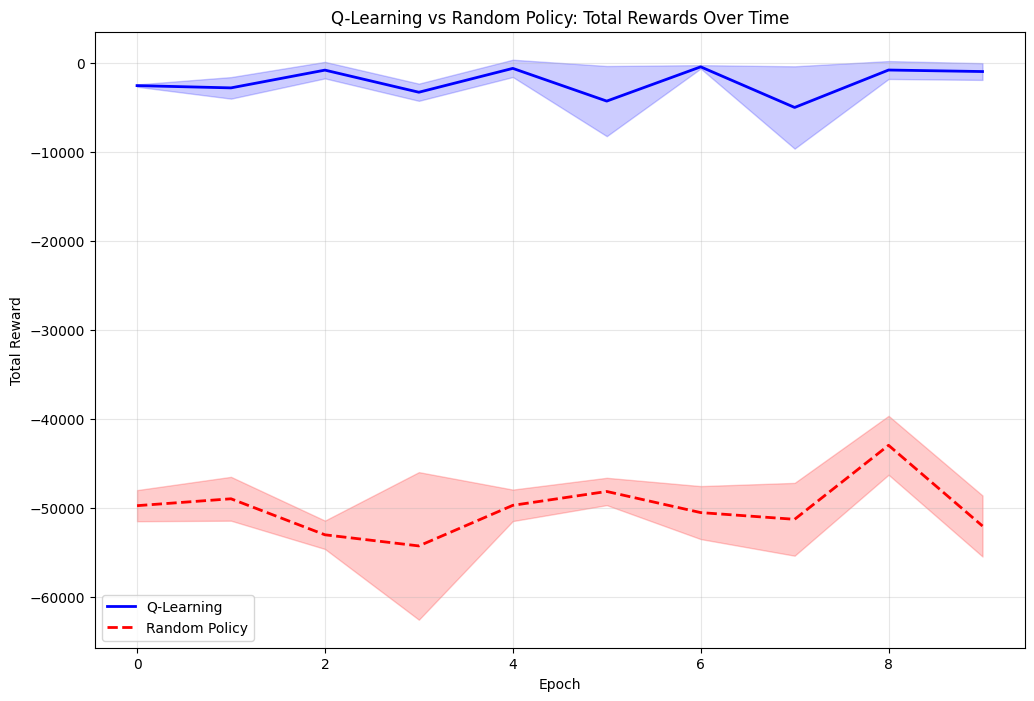 Q-Learning vs Random Policy: Total Rewards Over Time
Total Reward
0
−10000
−20000
−30000
−40000
−50000
−60000
Q-Learning
Random Policy
0 2 4 6 8
Epoch